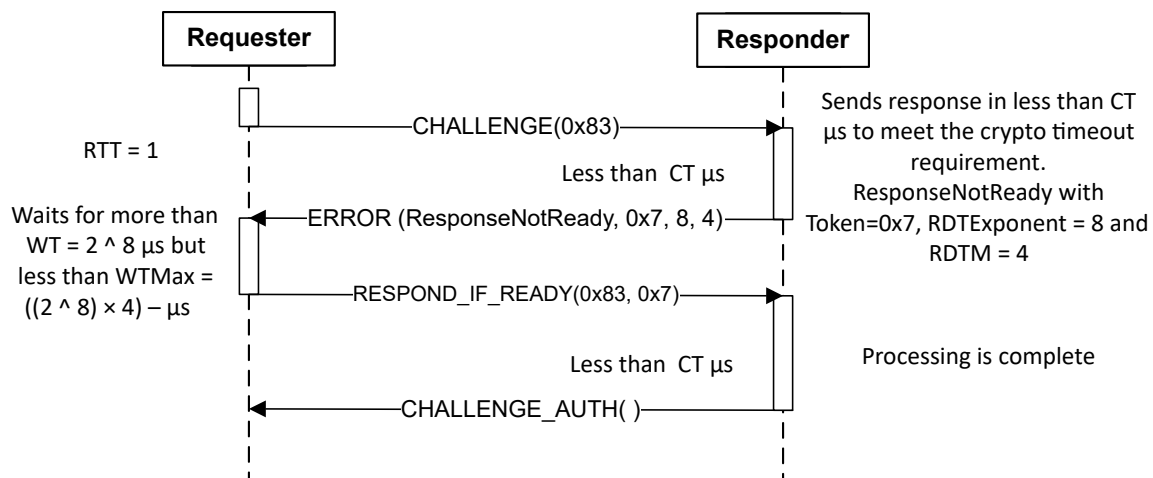 Requester
Responder
CHALLENGE(0x83)
Sends response in less than CT
µs to meet the crypto timeout
requirement.
ResponseNotReady with
Token=0x7, RDTExponent = 8 and
RDTM = 4
RTT = 1
Less than CT µs
Waits for more than
WT = 2 ^ 8 µs but
less than WTMax =
((2 ^ 8) × 4) – µs
ERROR (ResponseNotReady, 0x7, 8, 4)
RESPOND_IF_READY(0x83, 0x7)
Less than CT µs
Processing is complete
CHALLENGE_AUTH( )